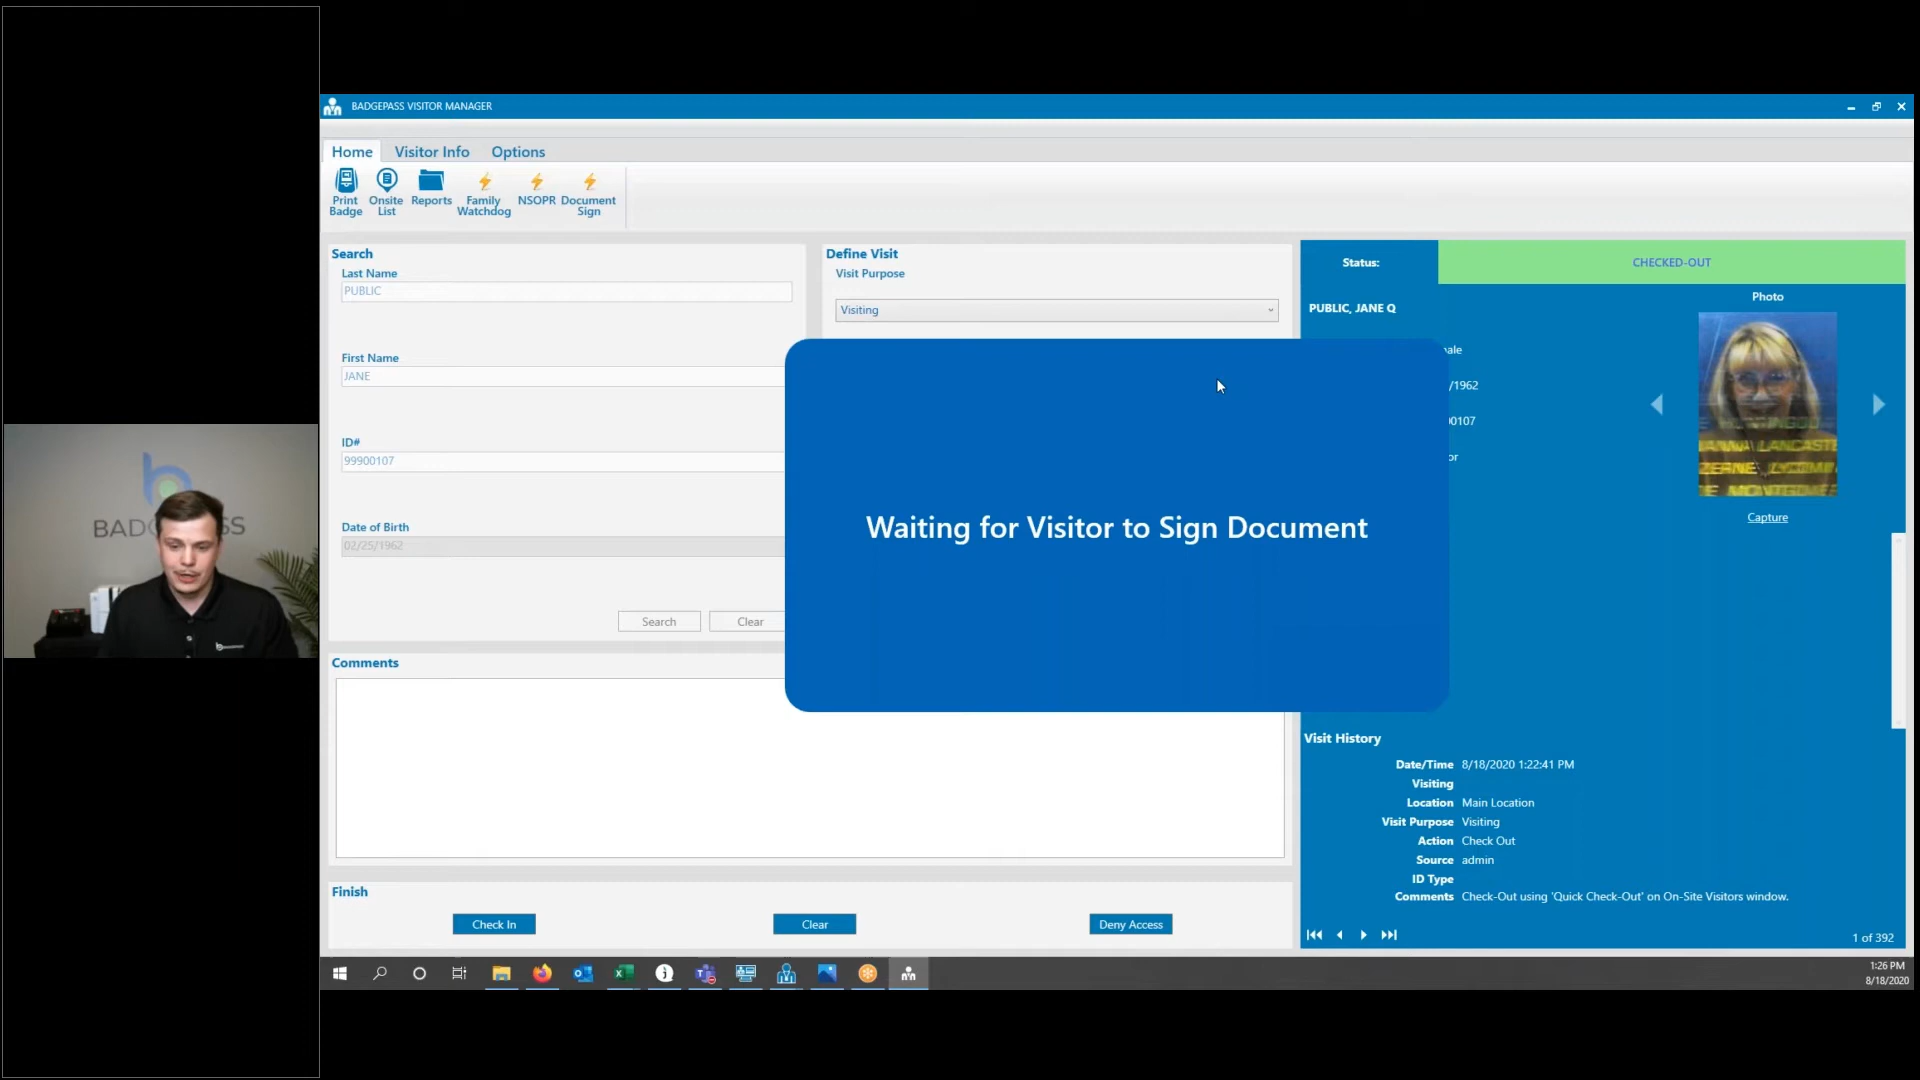 BADGEPASS VISITOR MANAGER
Home
Visitor Info
Options
Print Badge
Onsite List
Reports
Family Watchdog
NSOPR
Document Sign
Search
Last Name
PUBLIC
First Name
JANE
ID#
99900107
Date of Birth
02/25/1962
Search
Clear
Define Visit
Visit Purpose
Visiting
Waiting for Visitor to Sign Document
Comments
Finish
Check In
Clear
Deny Access
Status:
CHECKED-OUT
PUBLIC, JANE Q
Photo
ale
/1962
0107
or
LANCASTE
Capture
Visit History
Date/Time 8/18/2020 1:22:41 PM
Visiting
Location Main Location
Visit Purpose Visiting
Action Check Out
Source admin
ID Type
Comments Check-Out using 'Quick Check-Out' on On-Site Visitors window.
1 of 392
1:26 PM
8/18/2020